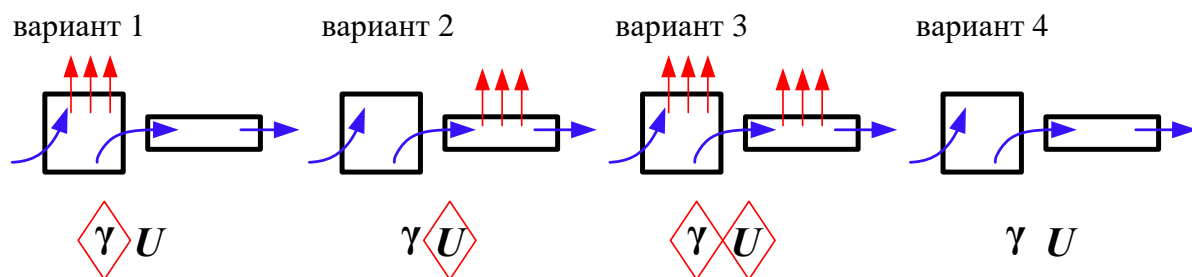 вариант 1 вариант 2 вариант 3 вариант 4
γ U γ U γ U γ U